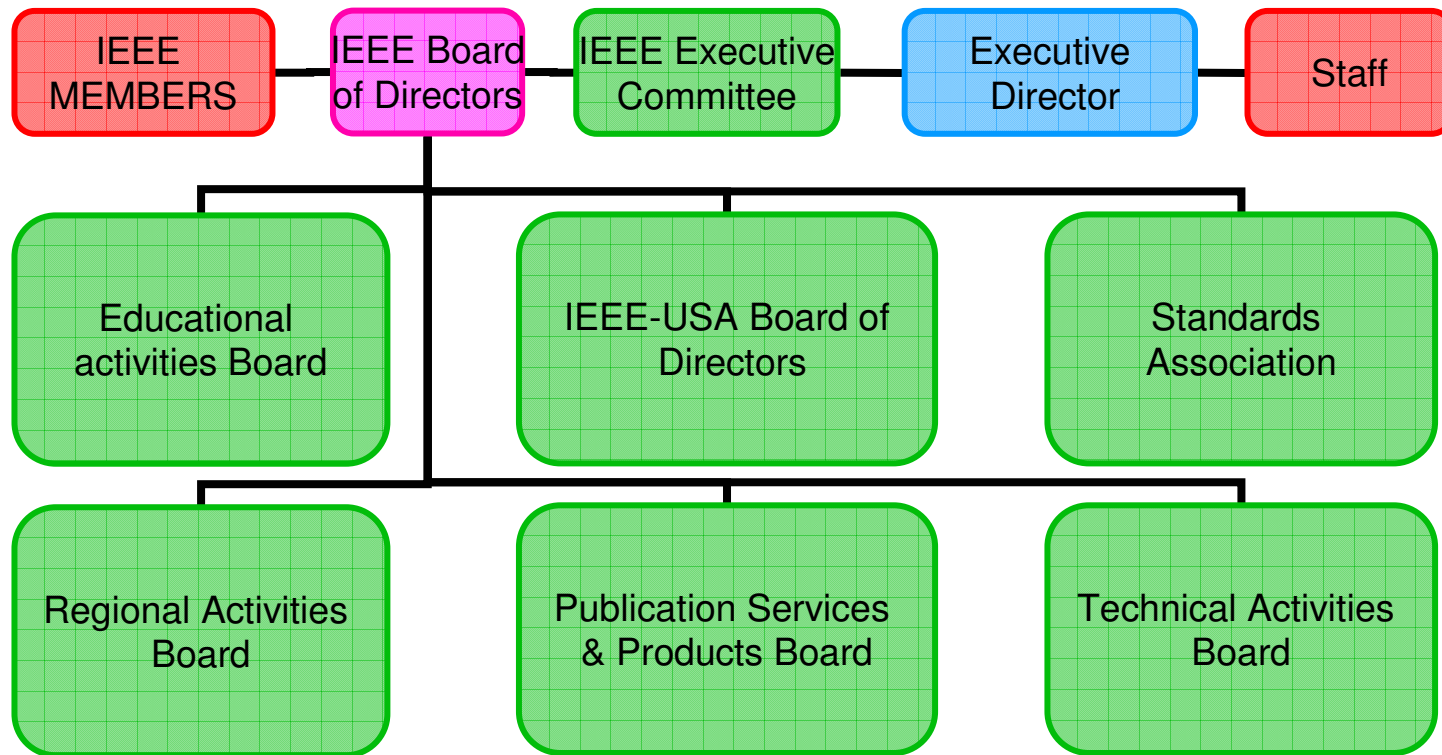 IEEE
MEMBERS
IEEE Board
of Directors
IEEE Executive
Committee
Executive
Director
Staff
Educational
activities Board
IEEE-USA Board of
Directors
Standards
Association
Regional Activities
Board
Publication Services
& Products Board
Technical Activities
Board